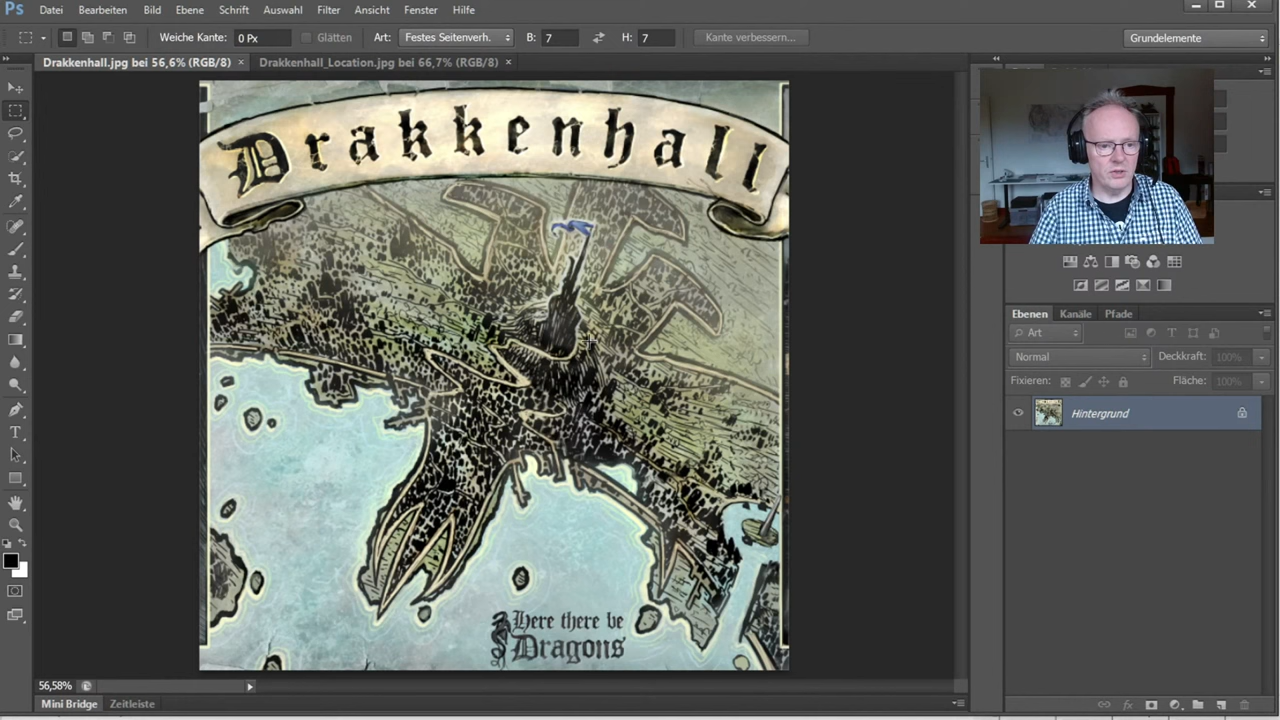 Ps Datei Bearbeiten Bild Ebene Schrift Auswahl Filter Ansicht Fenster Hilfe
Weiche Kante: 0 Px Glätten Art: Festes Seitenverh. B: 7 H: 7 Kante verbessern... Grundelemente
Drakkenhall.jpg bei 56,6% (RGB/8) × Drakkenhall_Location.jpg bei 66,7% (RGB/8) ×
Drakkenhall
Ebenen Kanäle Pfade
Art
Normal Deckkraft: 100%
Fixieren: Fläche: 100%
Hintergrund
Here there be
Dragons
56,58%
Mini Bridge Zeitleiste